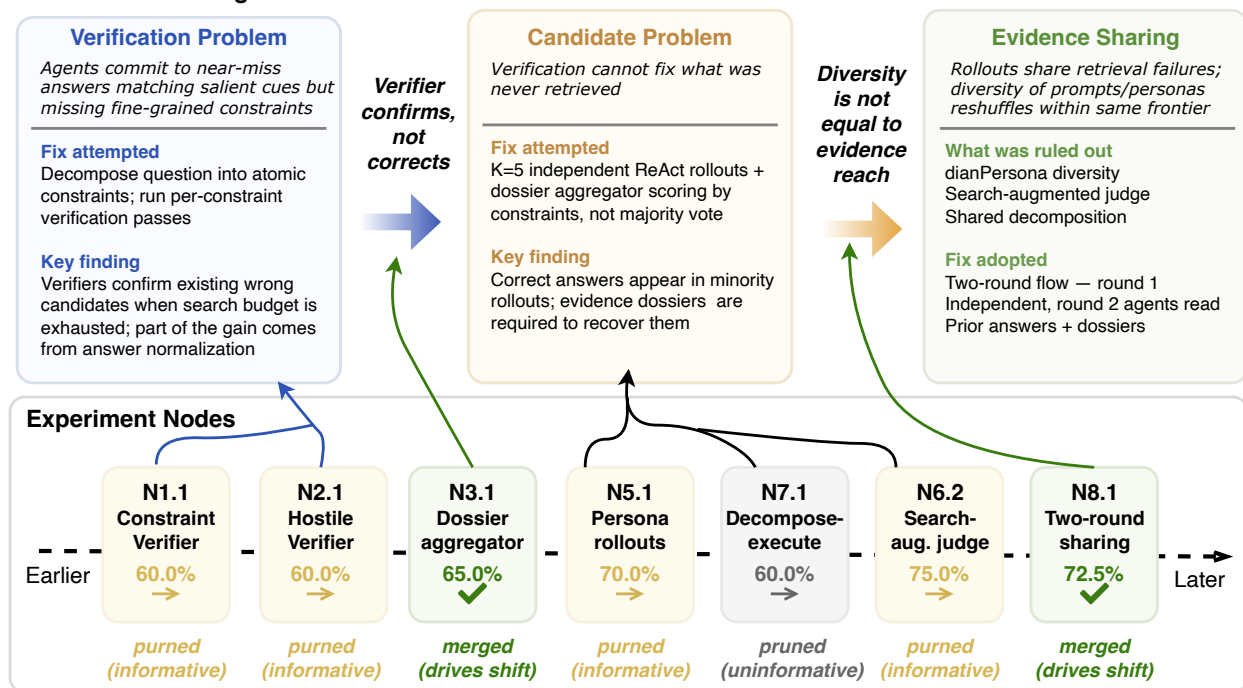 Verification Problem
Agents commit to near-miss
answers matching salient cues but
missing fine-grained constraints
Fix attempted
Decompose question into atomic
constraints; run per-constraint
verification passes
Key finding
Verifiers confirm existing wrong
candidates when search budget is
exhausted; part of the gain comes
from answer normalization
Verifier
confirms,
not
corrects
Candidate Problem
Verification cannot fix what was
never retrieved
Fix attempted
K=5 independent ReAct rollouts +
dossier aggregator scoring by
constraints, not majority vote
Key finding
Correct answers appear in minority
rollouts; evidence dossiers are
required to recover them
Diversity
is not
equal to
evidence
reach
Evidence Sharing
Rollouts share retrieval failures;
diversity of prompts/personas
reshuffles within same frontier
What was ruled out
dianPersona diversity
Search-augmented judge
Shared decomposition
Fix adopted
Two-round flow — round 1
Independent, round 2 agents read
Prior answers + dossiers
Experiment Nodes
Earlier
N1.1
Constraint
Verifier
60.0%
purned
(informative)
N2.1
Hostile
Verifier
60.0%
purned
(informative)
N3.1
Dossier
aggregator
65.0%
merged
(drives shift)
N5.1
Persona
rollouts
70.0%
purned
(informative)
N7.1
Decompose-
execute
60.0%
pruned
(uninformative)
N6.2
Search-
aug. judge
75.0%
purned
(informative)
N8.1
Two-round
sharing
72.5%
merged
(drives shift)
Later